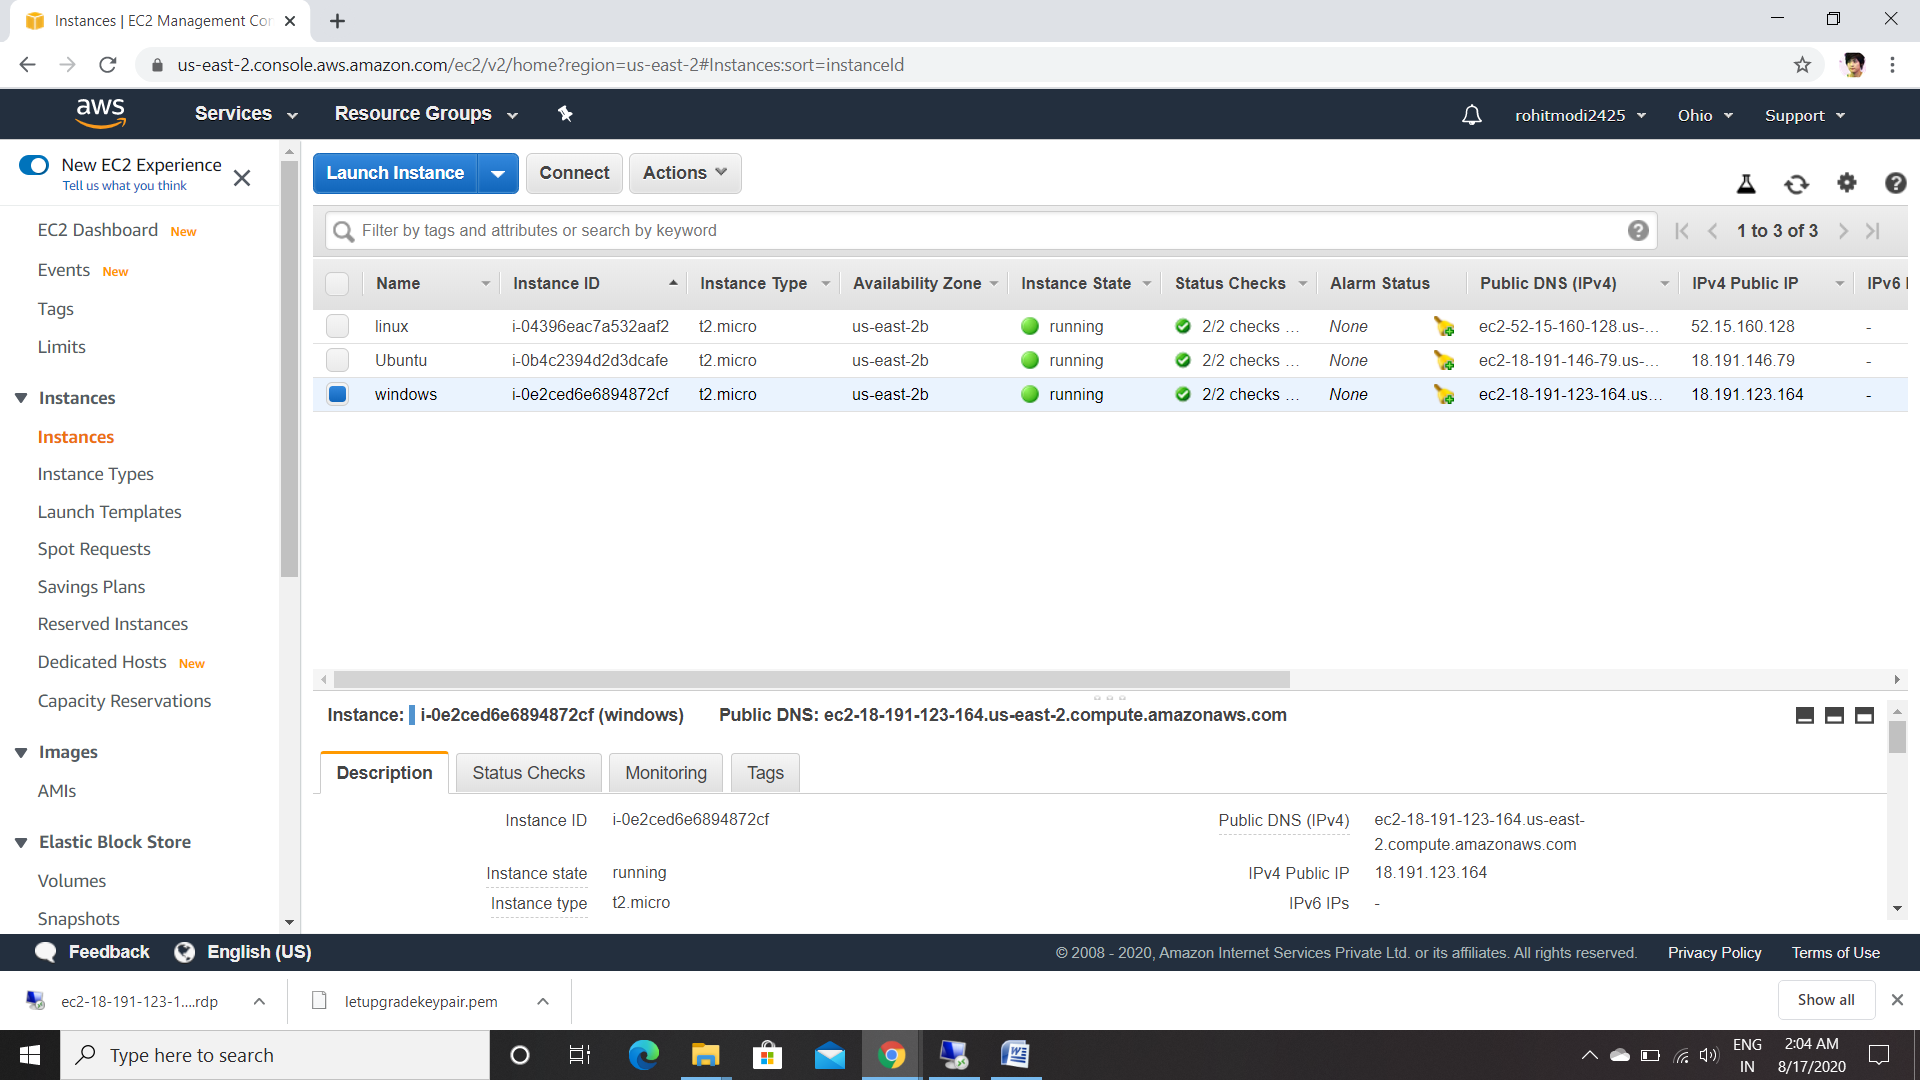 Instances | EC2 Management Con
us-east-2.console.aws.amazon.com/ec2/v2/home?region=us-east-2#Instances:sort=instanceId
aws
Services
Resource Groups
rohitmodi2425
Ohio
Support
New EC2 Experience
Tell us what you think
EC2 Dashboard New
Events New
Tags
Limits
Instances
Instances
Instance Types
Launch Templates
Spot Requests
Savings Plans
Reserved Instances
Dedicated Hosts New
Capacity Reservations
Images
AMIs
Elastic Block Store
Volumes
Snapshots
Launch Instance
Connect
Actions
Filter by tags and attributes or search by keyword
1 to 3 of 3
Name Instance ID Instance Type Availability Zone Instance State Status Checks Alarm Status Public DNS (IPv4) IPv4 Public IP IPv6
linux i-04396eac7a532aaf2 t2.micro us-east-2b running 2/2 checks ... None ec2-52-15-160-128.us-... 52.15.160.128 -
Ubuntu i-0b4c2394d2d3dcafe t2.micro us-east-2b running 2/2 checks ... None ec2-18-191-146-79.us-... 18.191.146.79 -
windows i-0e2ced6e6894872cf t2.micro us-east-2b running 2/2 checks ... None ec2-18-191-123-164.us... 18.191.123.164 -
Instance: i-0e2ced6e6894872cf (windows) Public DNS: ec2-18-191-123-164.us-east-2.compute.amazonaws.com
Description
Status Checks
Monitoring
Tags
Instance ID i-0e2ced6e6894872cf
Instance state running
Instance type t2.micro
Public DNS (IPv4) ec2-18-191-123-164.us-east-
2.compute.amazonaws.com
IPv4 Public IP 18.191.123.164
IPv6 IPs -
Feedback
English (US)
© 2008 - 2020, Amazon Internet Services Private Ltd. or its affiliates. All rights reserved.
Privacy Policy
Terms of Use
ec2-18-191-123-1....rdp
letupgradekeypair.pem
Show all
Type here to search
ENG
IN
2:04 AM
8/17/2020